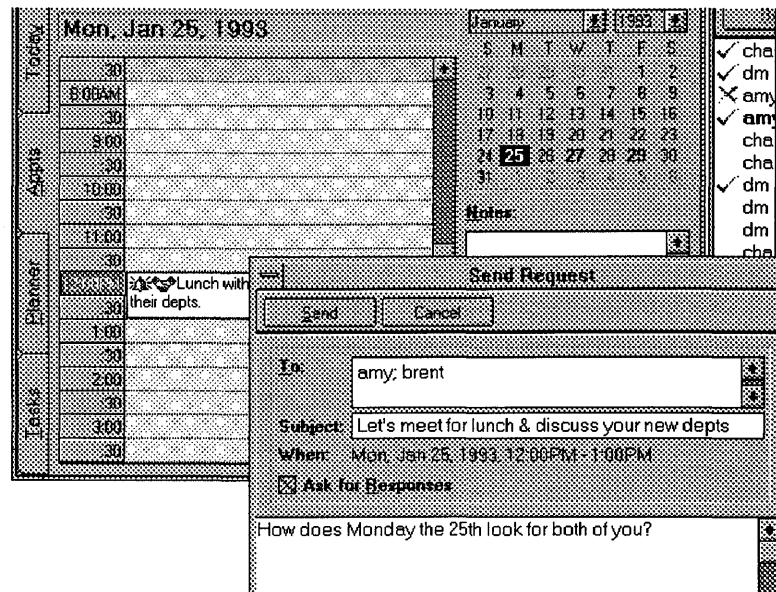 Today
Appts
Planner
Tasks
Mon, Jan 25, 1993
30
8:00AM
30
9:00
30
10:00
30
11:00
30
30
1:00
30
2:00
30
3:00
30
Lunch with
their depts.
January 1993
S M T W T F S
1 2
3 4 5 6 7 8 9
10 11 12 13 14 15 16
17 18 19 20 21 22 23
24 25 26 27 28 29 30
31
Notes:
cha
dm
amy
amy
cha
cha
dm
dm
dm
cha
Send Request
Send Cancel
To: amy; brent
Subject: Let's meet for lunch & discuss your new depts
When: Mon, Jan 25, 1993, 12:00PM - 1:00PM
Ask for Responses
How does Monday the 25th look for both of you?